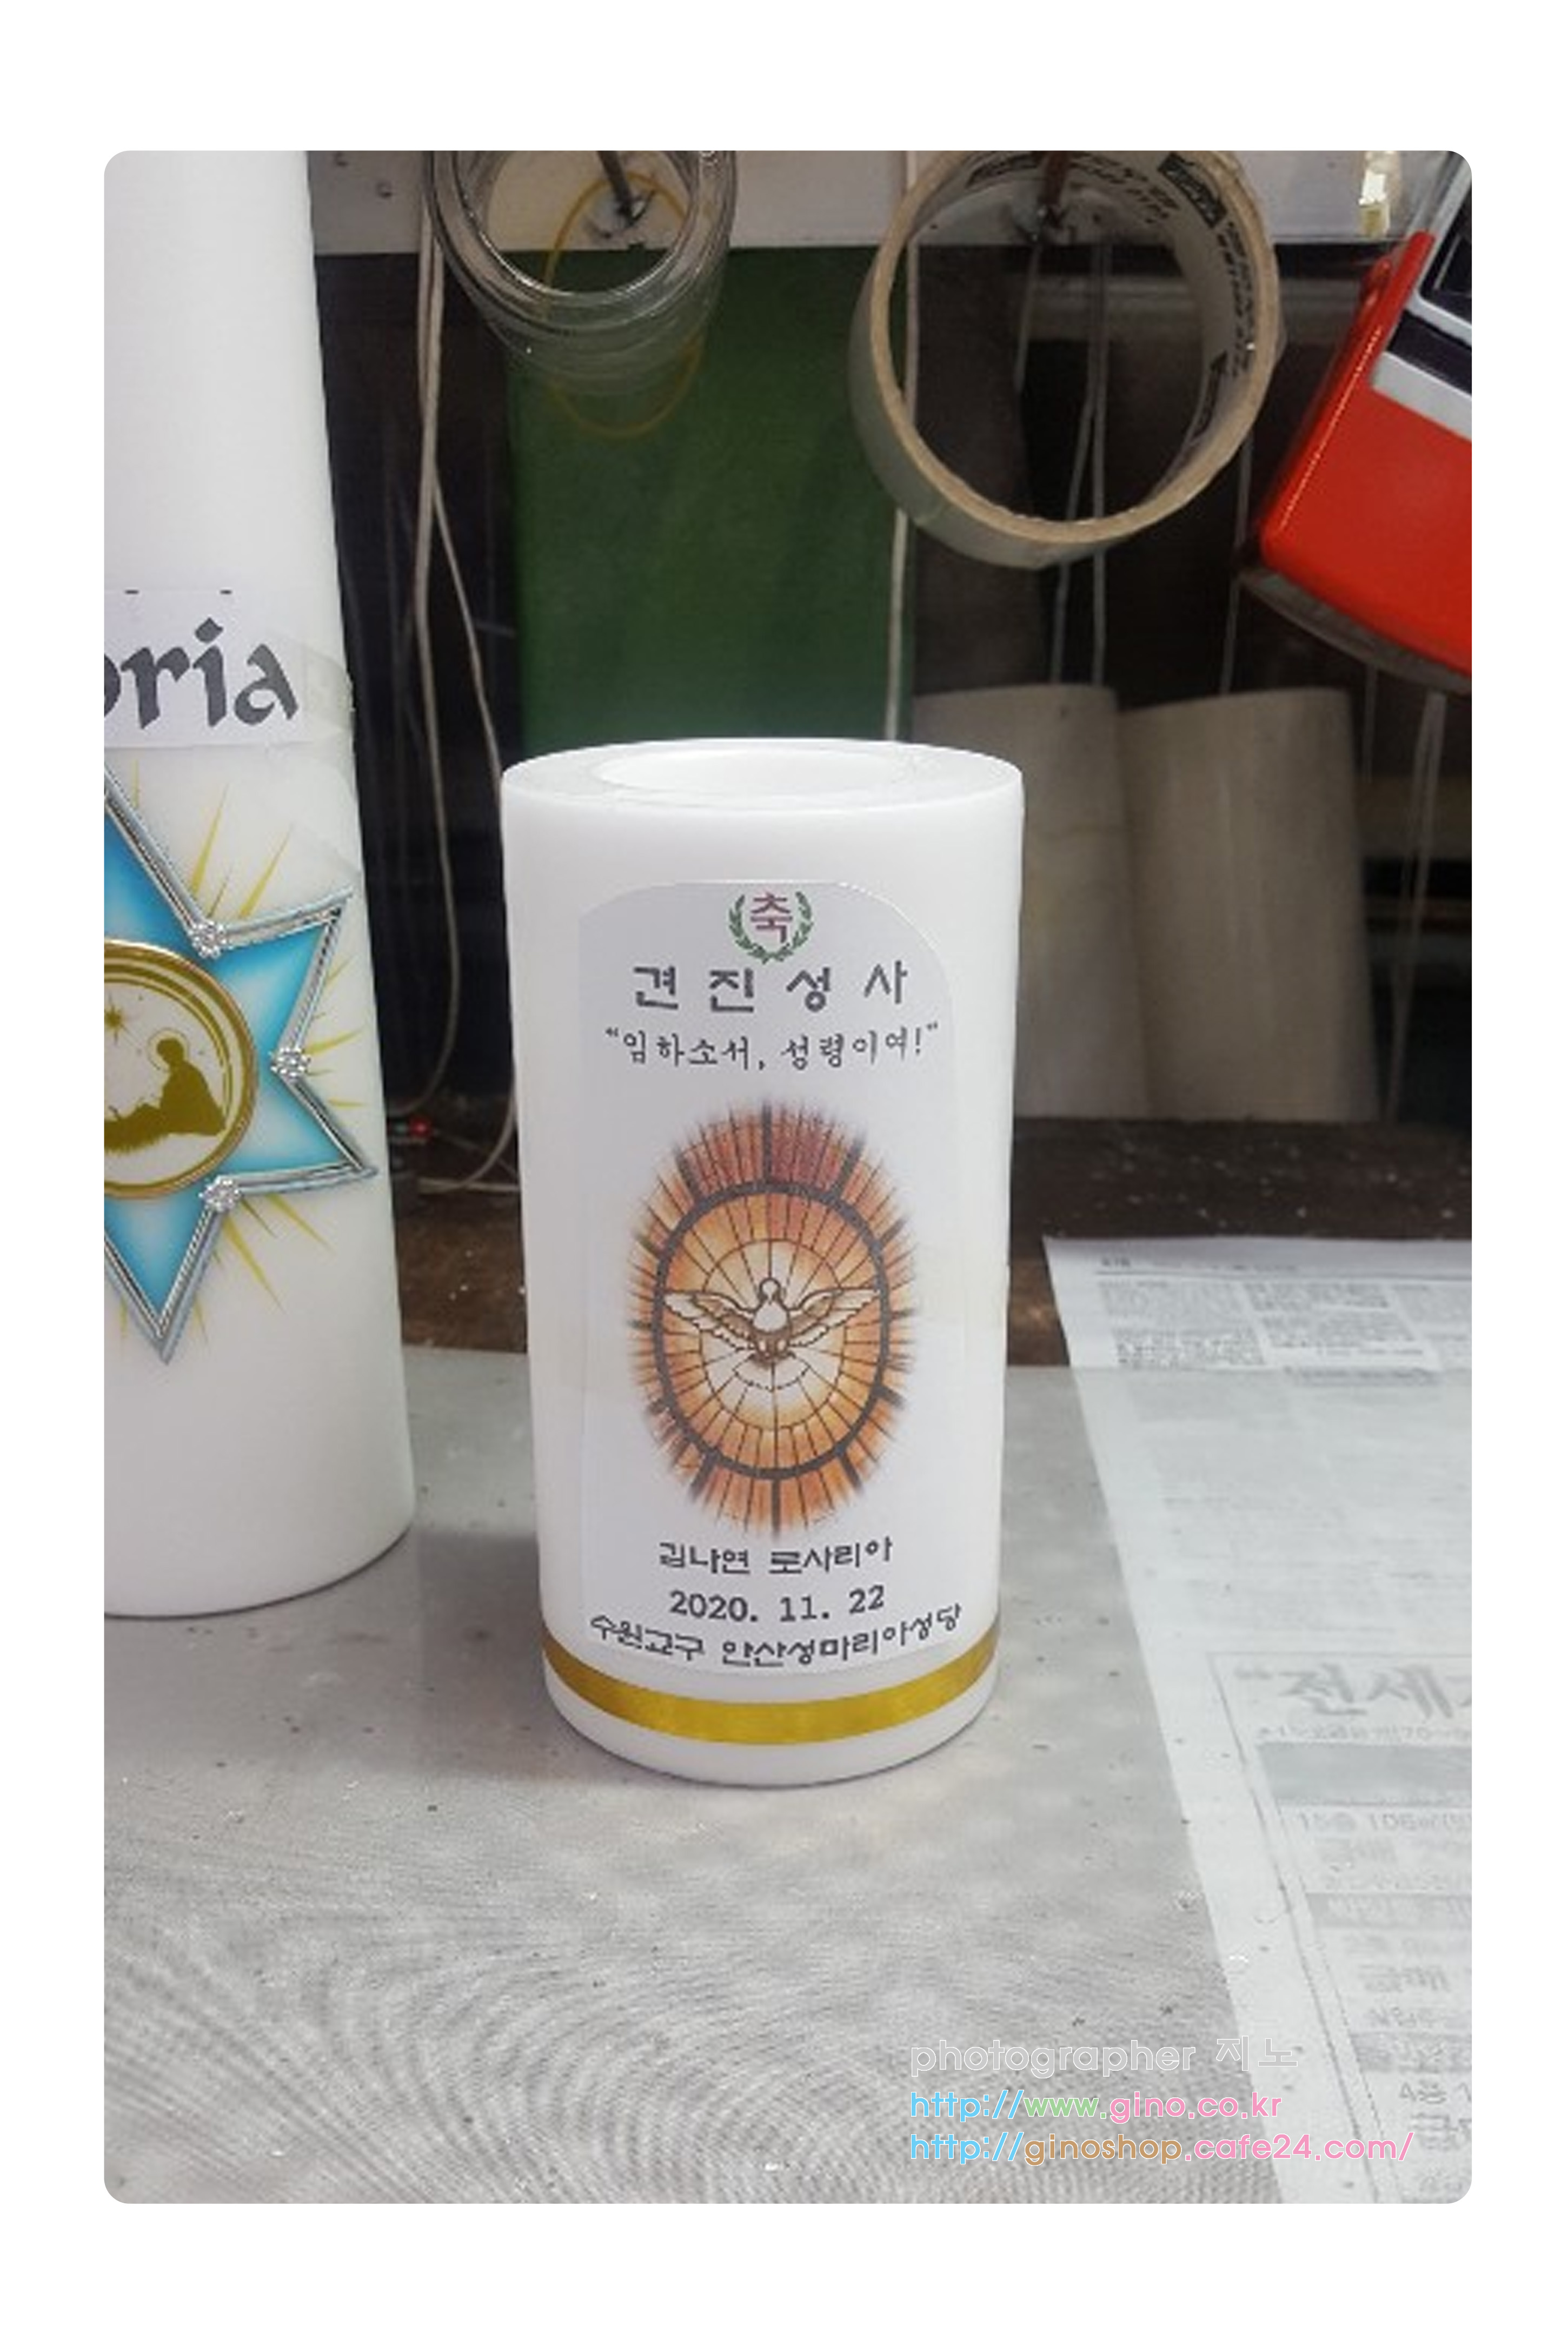 oria
축
견진성사
"임하소서, 성령이여!"
김나연 로사리아
2020. 11. 22
수원교구 안산성마리아성당
"전세
photographer 지노
http://www.gino.co.kr
http://ginoshop.cafe24.com/